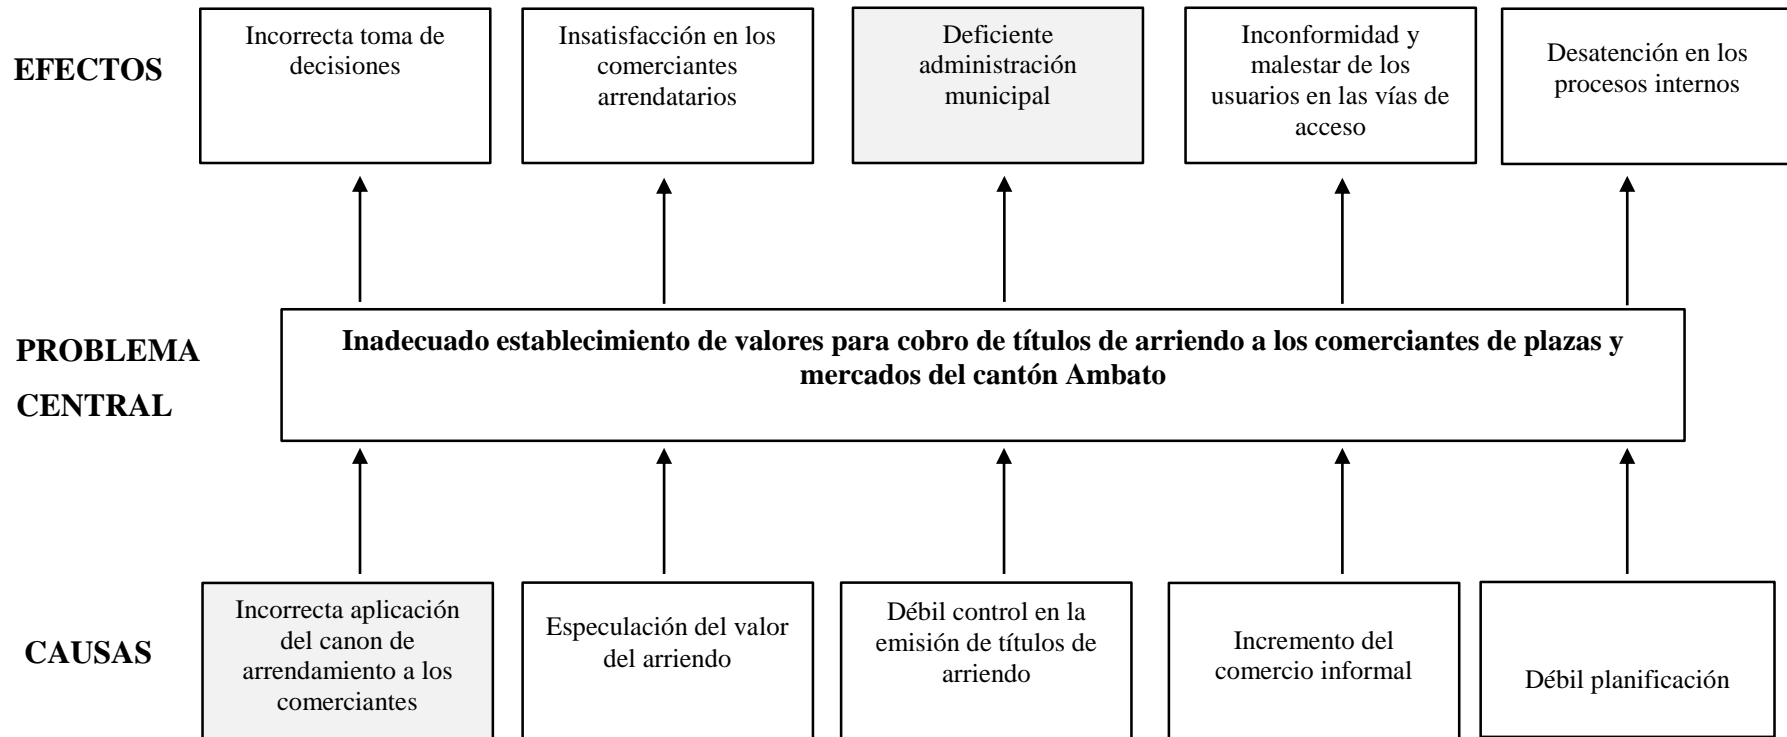 EFECTOS
Incorrecta toma de
decisiones
Insatisfacción en los
comerciantes
arrendatarios
Deficiente
administración
municipal
Inconformidad y
malestar de los
usuarios en las vías de
acceso
Desatención en los
procesos internos
PROBLEMA
CENTRAL
Inadecuado establecimiento de valores para cobro de títulos de arriendo a los comerciantes de plazas y
mercados del cantón Ambato
CAUSAS
Incorrecta aplicación
del canon de
arrendamiento a los
comerciantes
Especulación del valor
del arriendo
Débil control en la
emisión de títulos de
arriendo
Incremento del
comercio informal
Débil planificación